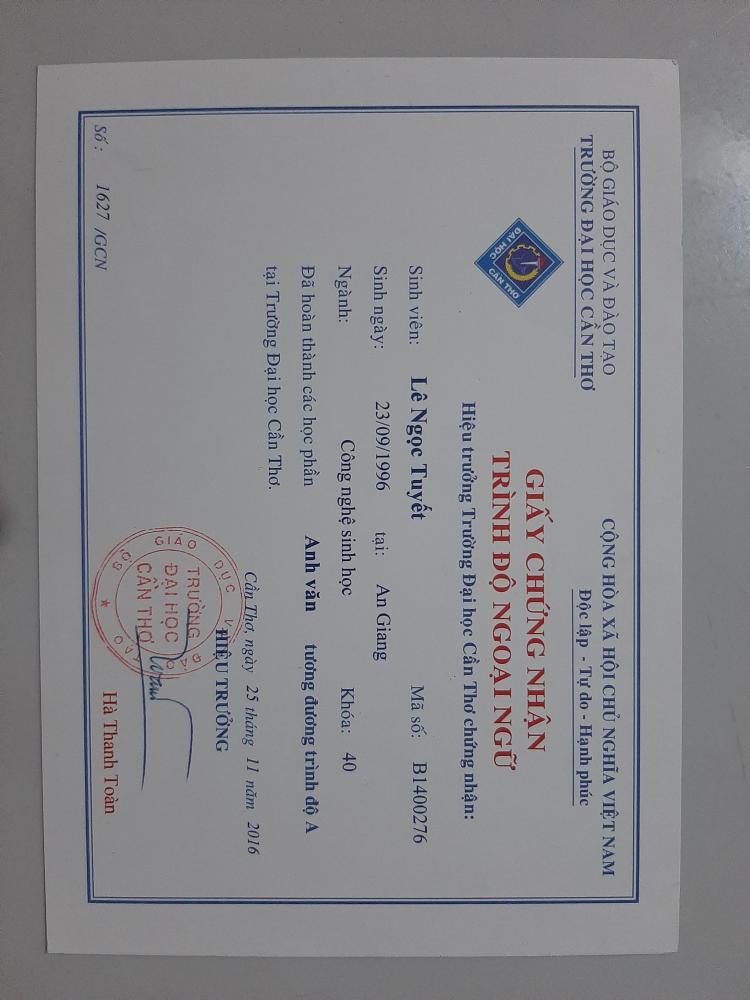 BỘ GIÁO DỤC VÀ ĐÀO TẠO
TRƯỜNG ĐẠI HỌC CẦN THƠ
CỘNG HÒA XÃ HỘI CHỦ NGHĨA VIỆT NAM
Độc lập - Tự do - Hạnh phúc
ĐẠI HỌC
CẦN THƠ
GIẤY CHỨNG NHẬN
TRÌNH ĐỘ NGOẠI NGỮ
Hiệu trưởng Trường Đại học Cần Thơ chứng nhận:
Sinh viên: Lê Ngọc Tuyết Mã số: B1400276
Sinh ngày: 23/09/1996 tại: An Giang
Ngành: Công nghệ sinh học Khóa: 40
Đã hoàn thành các học phần Anh văn tương đương trình độ A
tại Trường Đại học Cần Thơ.
Cần Thơ, ngày 25 tháng 11 năm 2016
HIỆU TRƯỞNG
BỘ GIÁO DỤC VÀ ĐÀO TẠO
TRƯỜNG
ĐẠI HỌC
CẦN THƠ
Hà Thanh Toàn
Số: 1627 /GCN